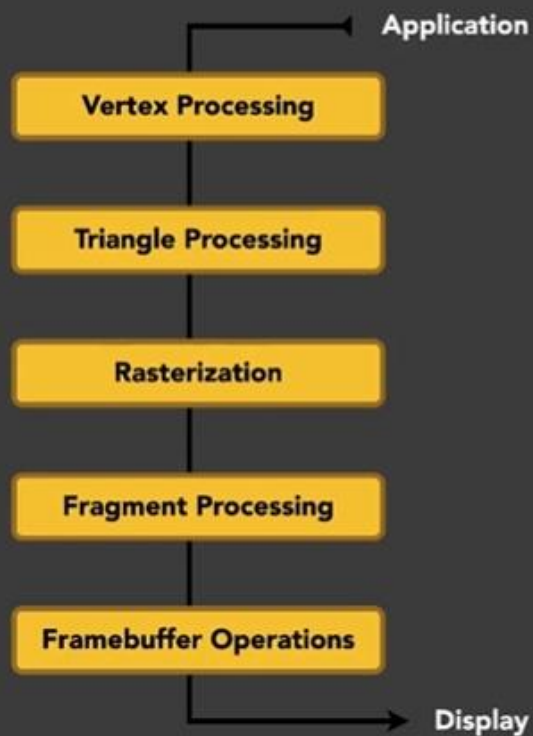 Application
Vertex Processing
Triangle Processing
Rasterization
Fragment Processing
Framebuffer Operations
Display